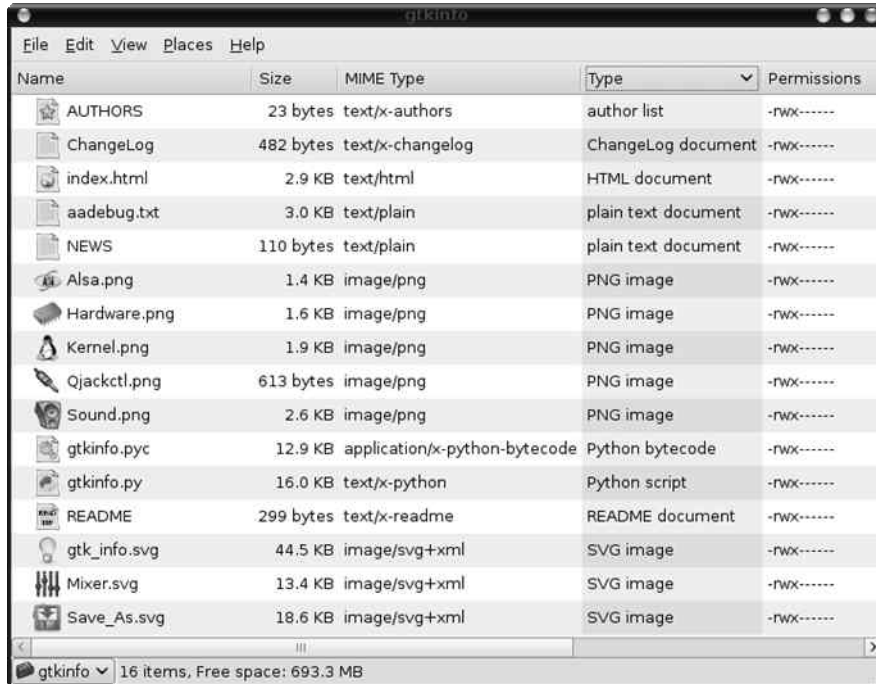 gtkinfo
File Edit View Places Help
Name Size MIME Type Type Permissions
AUTHORS 23 bytes text/x-authors author list -rwx------
ChangeLog 482 bytes text/x-changelog ChangeLog document -rwx------
index.html 2.9 KB text/html HTML document -rwx------
aadebug.txt 3.0 KB text/plain plain text document -rwx------
NEWS 110 bytes text/plain plain text document -rwx------
Alsa.png 1.4 KB image/png PNG image -rwx------
Hardware.png 1.6 KB image/png PNG image -rwx------
Kernel.png 1.9 KB image/png PNG image -rwx------
Qjackctl.png 613 bytes image/png PNG image -rwx------
Sound.png 2.6 KB image/png PNG image -rwx------
gtkinfo.pyc 12.9 KB application/x-python-bytecode Python bytecode -rwx------
gtkinfo.py 16.0 KB text/x-python Python script -rwx------
README 299 bytes text/x-readme README document -rwx------
gtk_info.svg 44.5 KB image/svg+xml SVG image -rwx------
Mixer.svg 13.4 KB image/svg+xml SVG image -rwx------
Save_As.svg 18.6 KB image/svg+xml SVG image -rwx------
gtkinfo 16 items, Free space: 693.3 MB